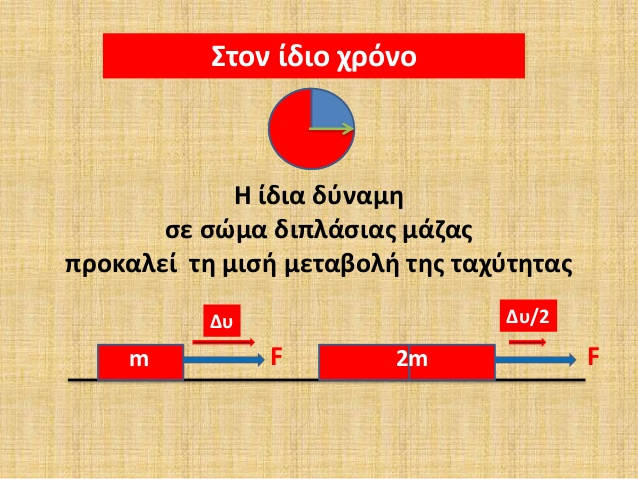 Στον ίδιο χρόνο
Η ίδια δύναμη
σε σώμα διπλάσιας μάζας
προκαλεί τη μισή μεταβολή της ταχύτητας
Δυ
Δυ/2
m
F
2m
F